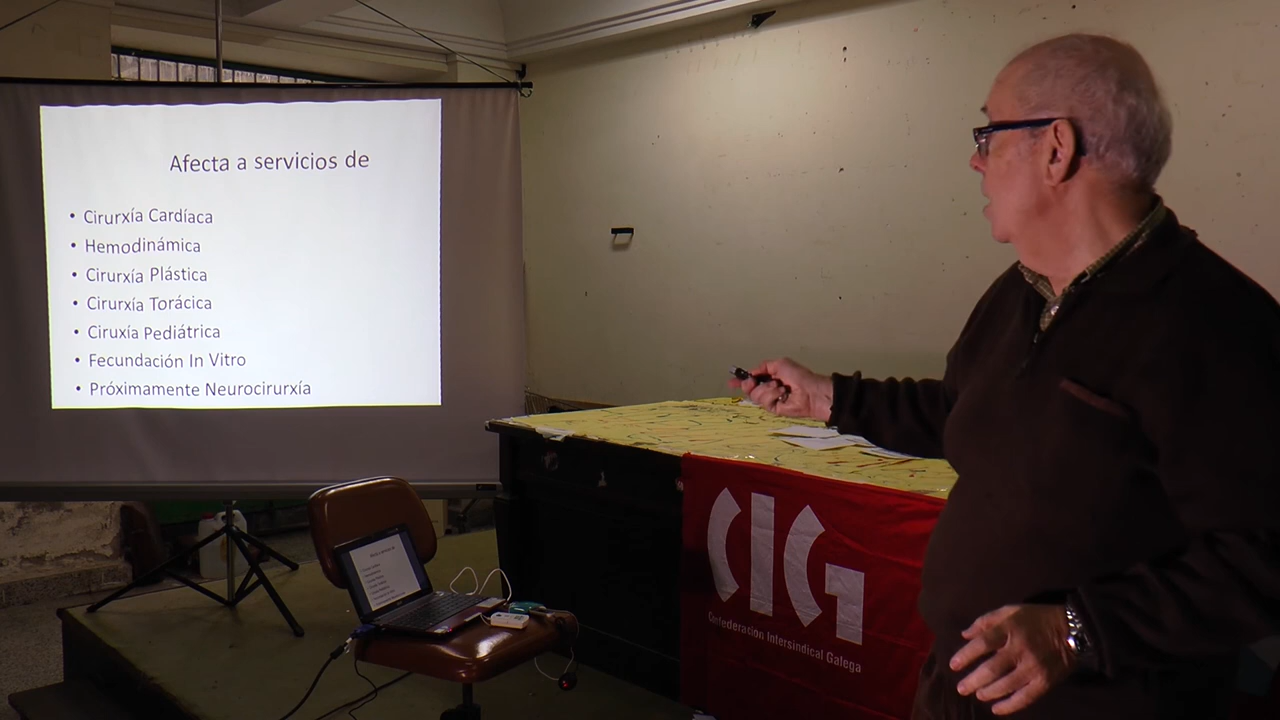 Afecta a servicios de
• Cirurxía Cardíaca
• Hemodinámica
• Cirurxía Plástica
• Cirurxía Torácica
• Ciruxía Pediátrica
• Fecundación In Vitro
• Próximamente Neurocirurxía
CIG
Confederación Intersindical Galega